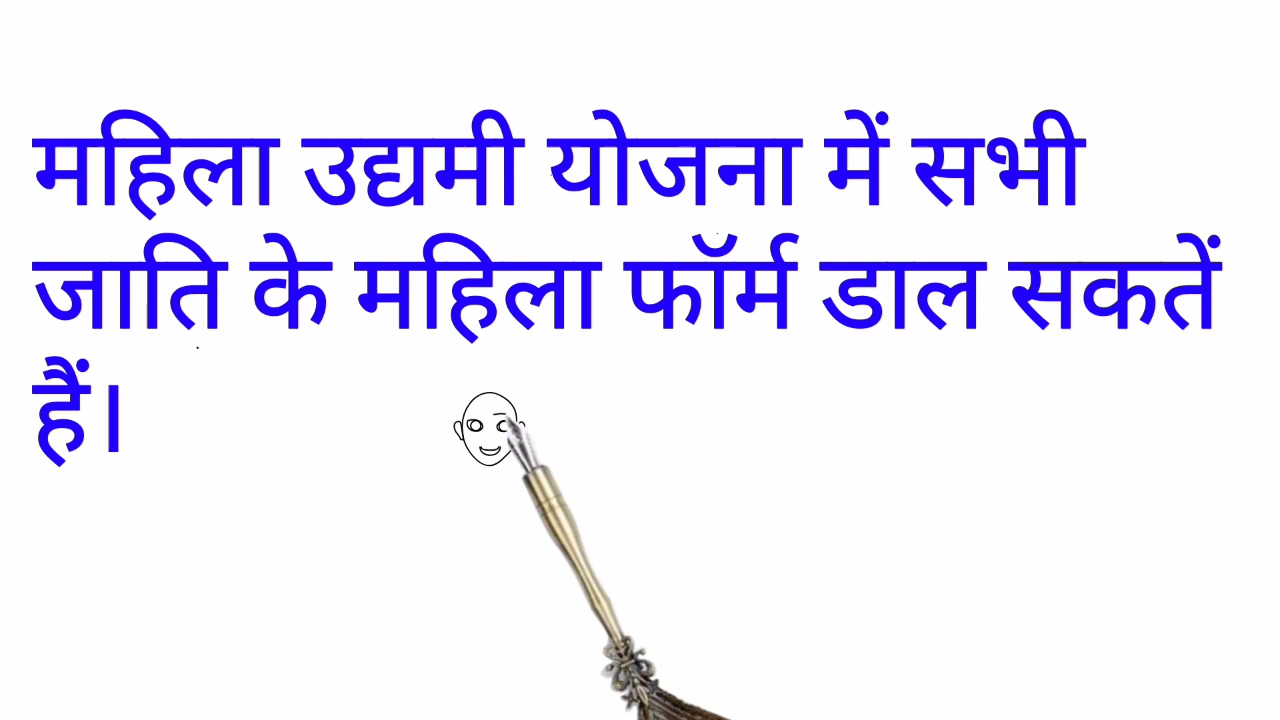 महिला उद्यमी योजना में सभी
जाति के महिला फॉर्म डाल सकतें
हैं।